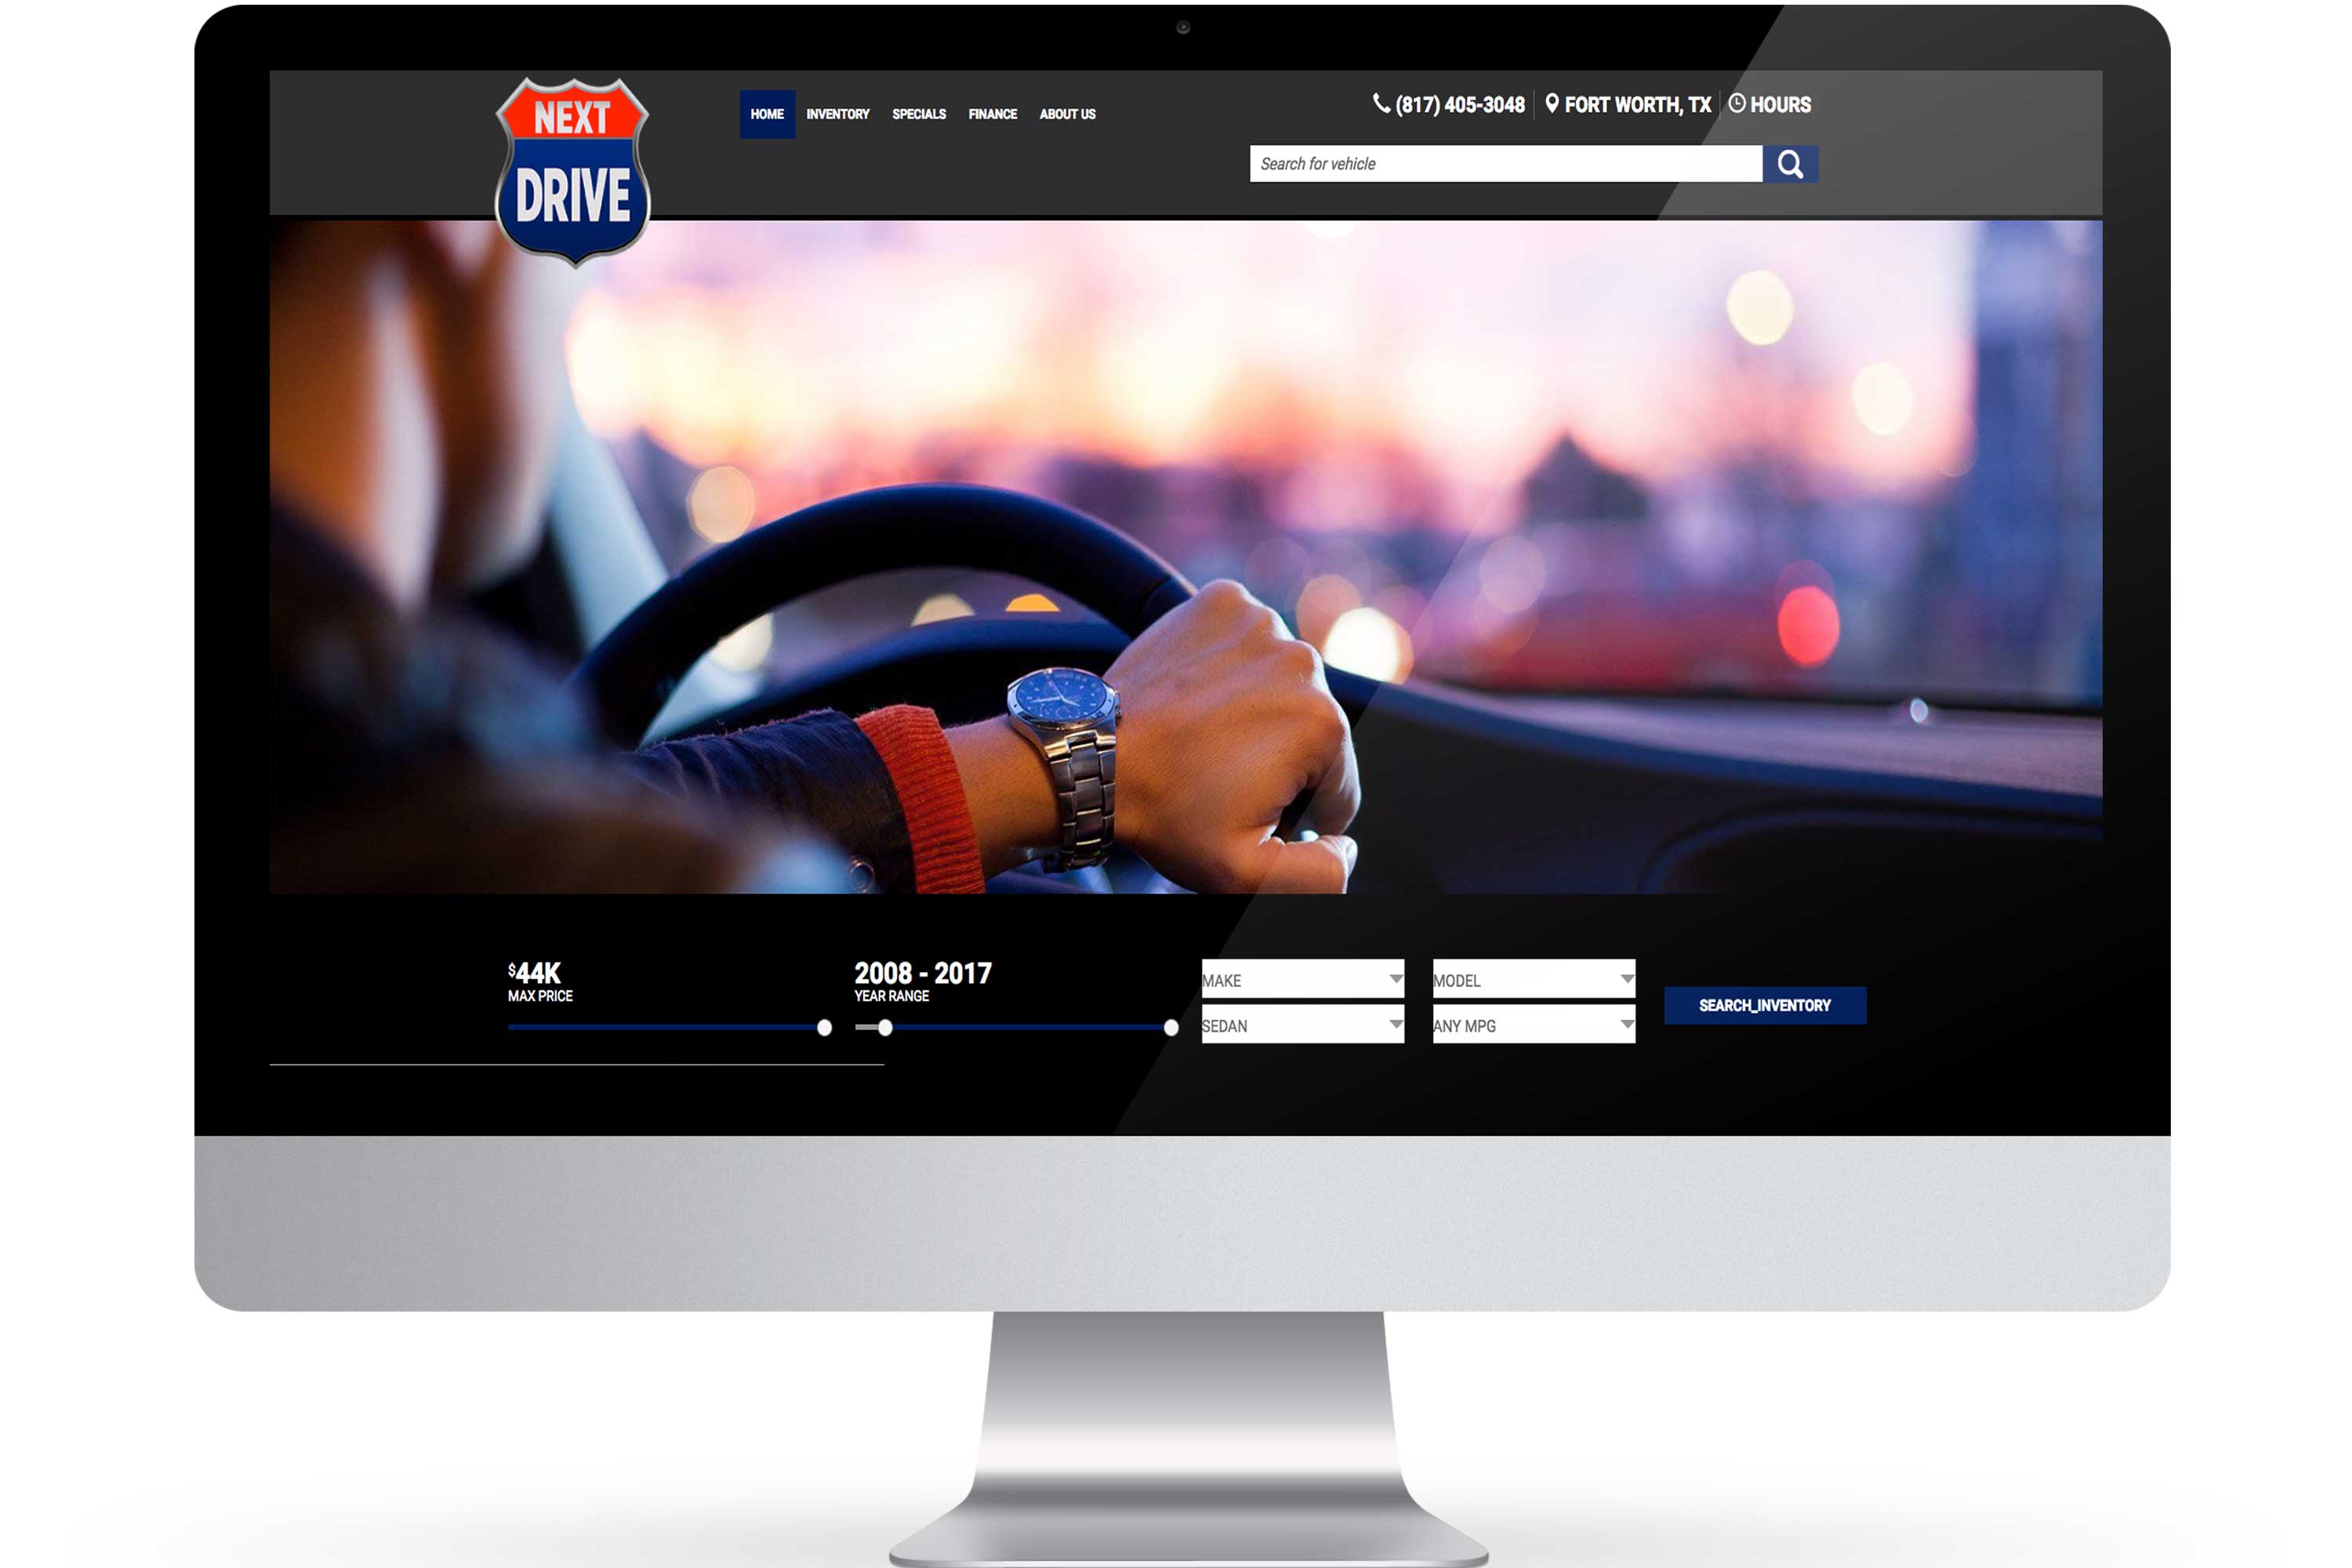 NEXT
DRIVE
HOME INVENTORY SPECIALS FINANCE ABOUT US
(817) 405-3048 FORT WORTH, TX HOURS
Search for vehicle
$44K
MAX PRICE
2008 - 2017
YEAR RANGE
MAKE
MODEL
SEDAN
ANY MPG
SEARCH_INVENTORY